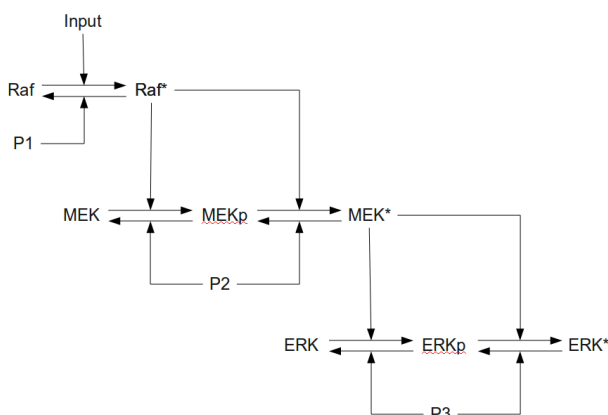 Input
Raf Raf*
P1
MEK MEKp MEK*
P2
ERK ERKp ERK*
P3